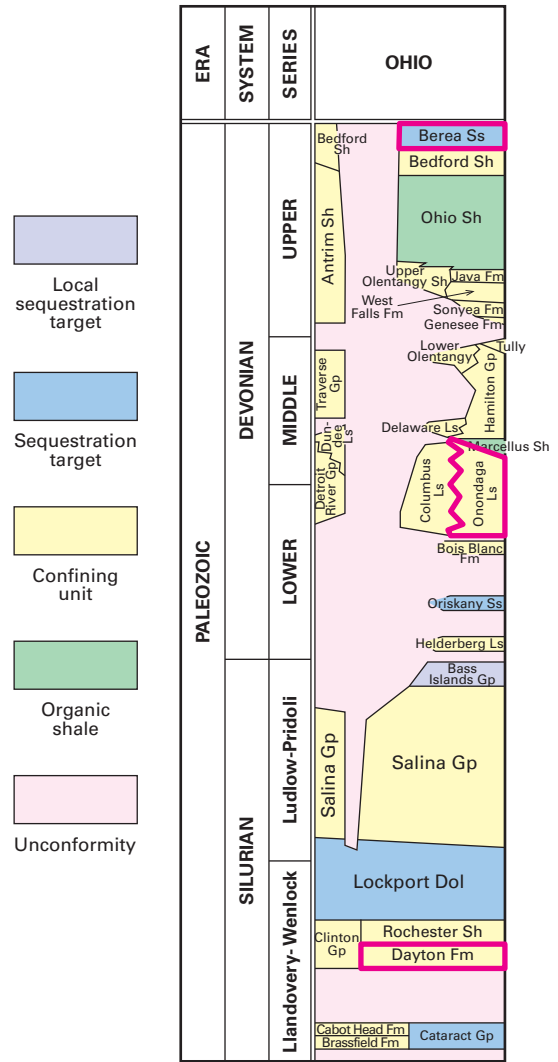 ERA
SYSTEM
SERIES
OHIO
PALEOZOIC
DEVONIAN
SILURIAN
UPPER
MIDDLE
LOWER
Ludlow-Pridoli
Llandovery-Wenlock
Bedford
Sh
Antrim Sh
Traverse
Gp
Dun-
dee
Ls
Detroit
River Gp
Salina Gp
Clinton
Gp
Cabot Head Fm
Brassfield Fm
Berea Ss
Bedford Sh
Ohio Sh
Upper
Olentangy Sh
Java Fm
West
Falls Fm
Sonyea Fm
Genesee Fm
Lower
Olentangy
Tully
Hamilton Gp
Delaware Ls
Marcellus Sh
Columbus
Ls
Onondaga
Ls
Bois Blanc
Fm
Oriskany Ss
Helderberg Ls
Bass
Islands Gp
Salina Gp
Lockport Dol
Rochester Sh
Dayton Fm
Cataract Gp
Local
sequestration
target
Sequestration
target
Confining
unit
Organic
shale
Unconformity